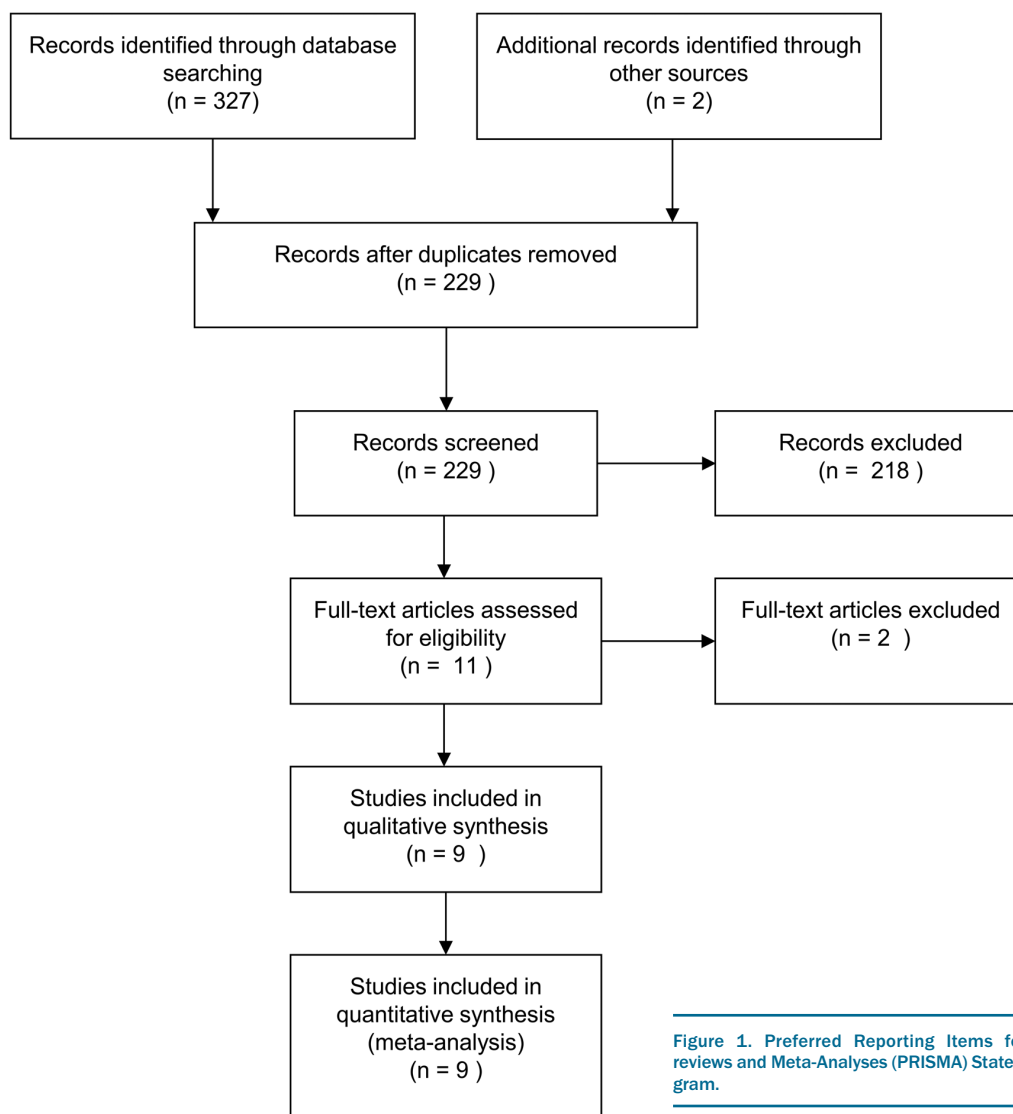 Records identified through database
searching
(n = 327)
Additional records identified through
other sources
(n = 2)
Records after duplicates removed
(n = 229 )
Records screened
(n = 229 )
Records excluded
(n =  218 )
Full-text articles assessed
for eligibility
(n =  11 )
Full-text articles excluded
(n = 2  )
Studies included in
qualitative synthesis
(n = 9  )
Studies included in
quantitative synthesis
(meta-analysis)
(n = 9 )
Figure 1. Preferred Reporting Items
reviews and Meta-Analyses (PRISMA) State
gram.